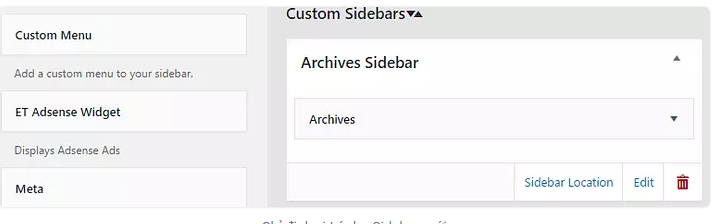 Custom Sidebars
Custom Menu
Add a custom menu to your sidebar.
ET Adsense Widget
Displays Adsense Ads
Meta
Archives Sidebar
Archives
Sidebar Location
Edit